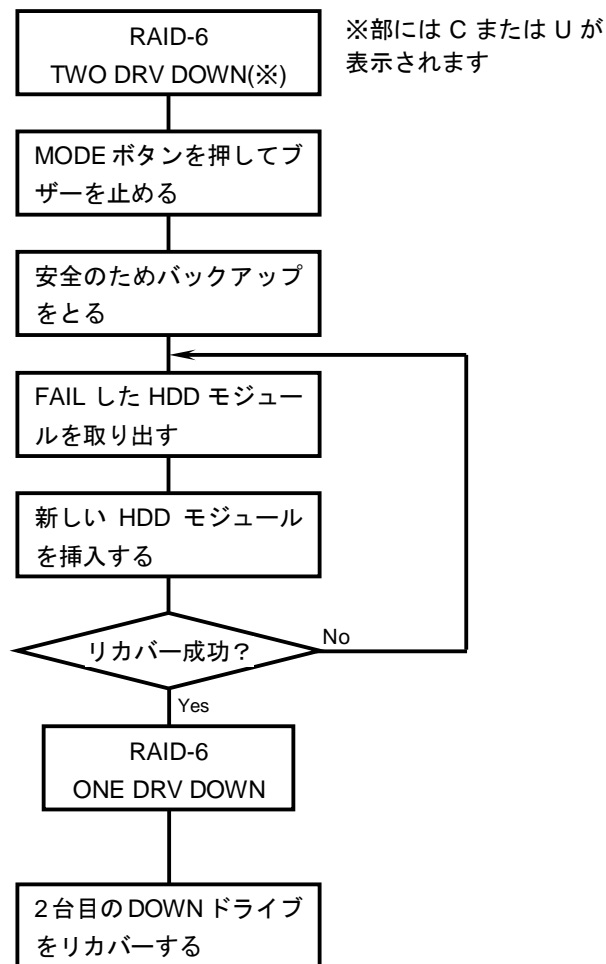 RAID-6
TWO DRV DOWN(※)
※部には C または U が
表示されます
MODE ボタンを押してブ
ザーを止める
安全のためバックアップ
をとる
FAIL した HDD モジュー
ルを取り出す
新しい HDD モジュール
を挿入する
リカバー成功？
No
Yes
RAID-6
ONE DRV DOWN
2台目のDOWNドライブ
をリカバーする